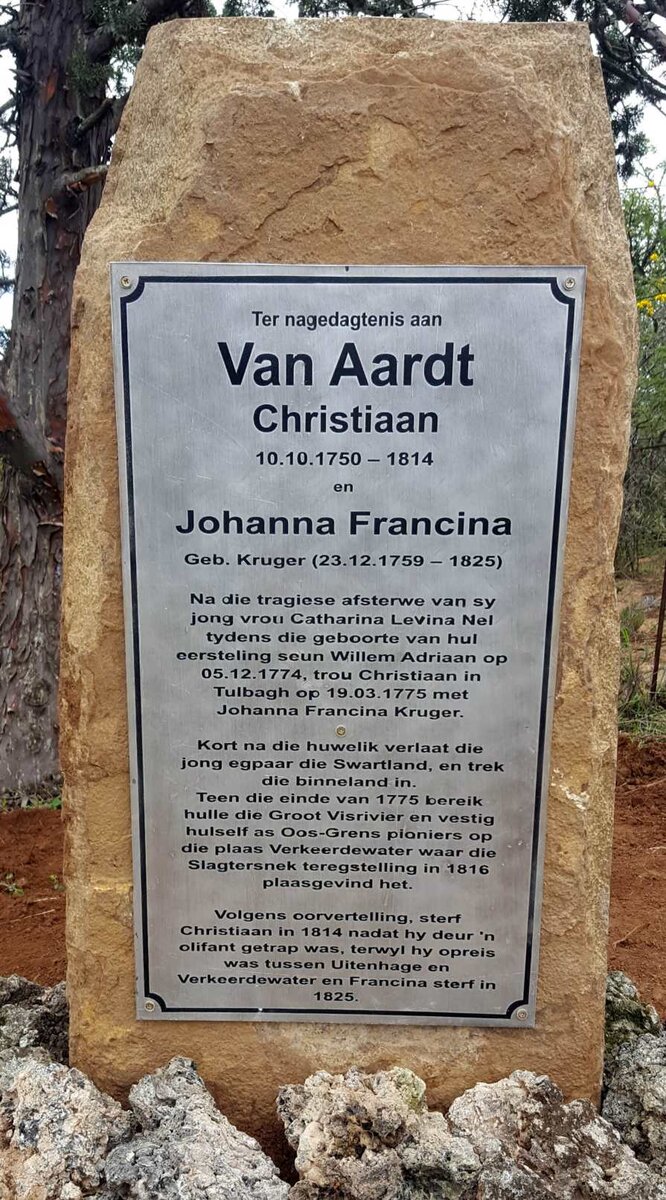 Ter nagedagtenis aan
Van Aardt
Christiaan
10.10.1750 – 1814
en
Johanna Francina
Geb. Kruger (23.12.1759 – 1825)
Na die tragiese afsterwe van sy
jong vrou Catharina Levina Nel
tydens die geboorte van hul
eersteling seun Willem Adriaan op
05.12.1774, trou Christiaan in
Tulbagh op 19.03.1775 met
Johanna Francina Kruger.
Kort na die huwelik verlaat die
jong egpaar die Swartland, en trek
die binneland in.
Teen die einde van 1775 bereik
hulle die Groot Visrivier en vestig
hulself as Oos-Grens pioniers op
die plaas Verkeerdewater waar die
Slagtersnek teregstelling in 1816
plaasgevind het.
Volgens oorvertelling, sterf
Christiaan in 1814 nadat hy deur 'n
olifant getrap was, terwyl hy opreis
was tussen Uitenhage en
Verkeerdewater en Francina sterf in
1825.